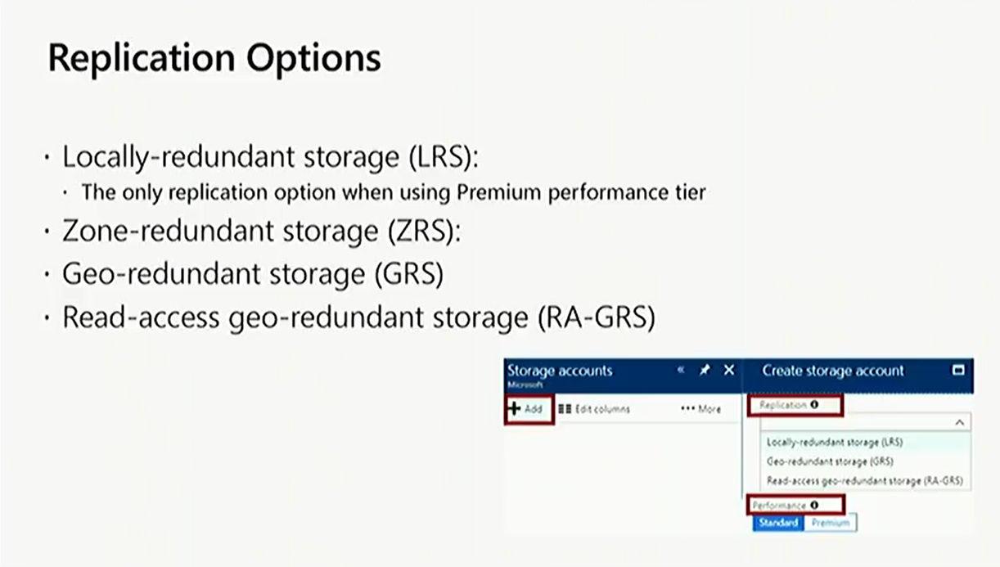 Replication Options
· Locally-redundant storage (LRS):
· The only replication option when using Premium performance tier
· Zone-redundant storage (ZRS):
· Geo-redundant storage (GRS)
· Read-access geo-redundant storage (RA-GRS)
Storage accounts
Microsoft
Add Edit columns ••• More
Create storage account
Replication
Locally-redundant storage (LRS)
Geo-redundant storage (GRS)
Read-access geo-redundant storage (RA-GRS)
Performance
Standard Premium